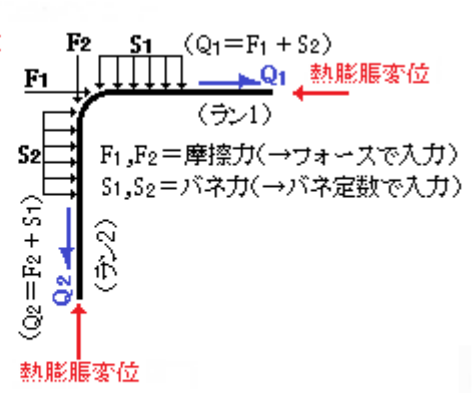 F2 S1 (Q1=F1+S2)
Q1 熱膨脹変位
F1
(ラン1)
S2 F1,F2=摩擦力(→フォースで入力)
S1,S2=バネ力(→バネ定数で入力)
(Q2=F2+S1)
Q2
(ラン2)
熱膨脹変位